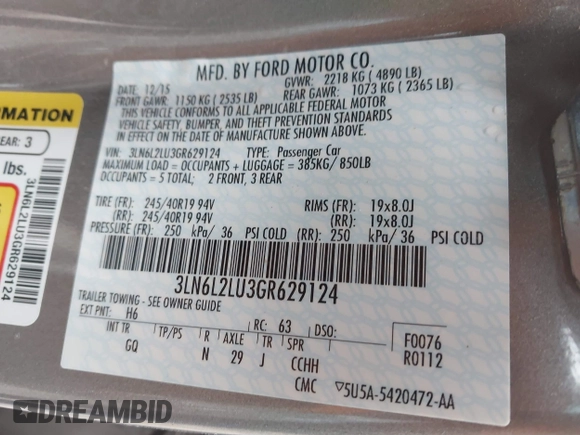 MFD. BY FORD MOTOR CO.
DATE: 12/15 GVWR: 2218 KG ( 4890 LB)
FRONT GAWR: 1150 KG ( 2535 LB) REAR GAWR: 1073 KG ( 2365 LB)
THIS VEHICLE CONFORMS TO ALL APPLICABLE FEDERAL MOTOR
VEHICLE SAFETY, BUMPER, AND THEFT PREVENTION STANDARDS
IN EFFECT ON THE DATE OF MANUFACTURE SHOWN ABOVE.
VIN: 3LN6L2LU3GR629124 TYPE: Passenger Car
MAXIMUM LOAD = OCCUPANTS + LUGGAGE = 385KG/ 850LB
OCCUPANTS = 5 TOTAL; 2 FRONT, 3 REAR
TIRE (FR): 245/40R19 94V RIMS (FR): 19x8.0J
(RR): 245/40R19 94V (RR): 19x8.0J
PRESSURE (FR): 250 kPa/ 36 PSI COLD (RR): 250 kPa/ 36 PSI COLD
3LN6L2LU3GR629124
TRAILER TOWING - SEE OWNER GUIDE
EXT PNT: H6 RC: 63 DSO:
INT TR TP/PS R AXLE TR SPR F0076
GQ N 29 J CCHH R0112
CMC 5U5A-5420472-AA
RMATION
EAR: 3
lbs.
3LN6L2LU3GR629124
DREAMBID